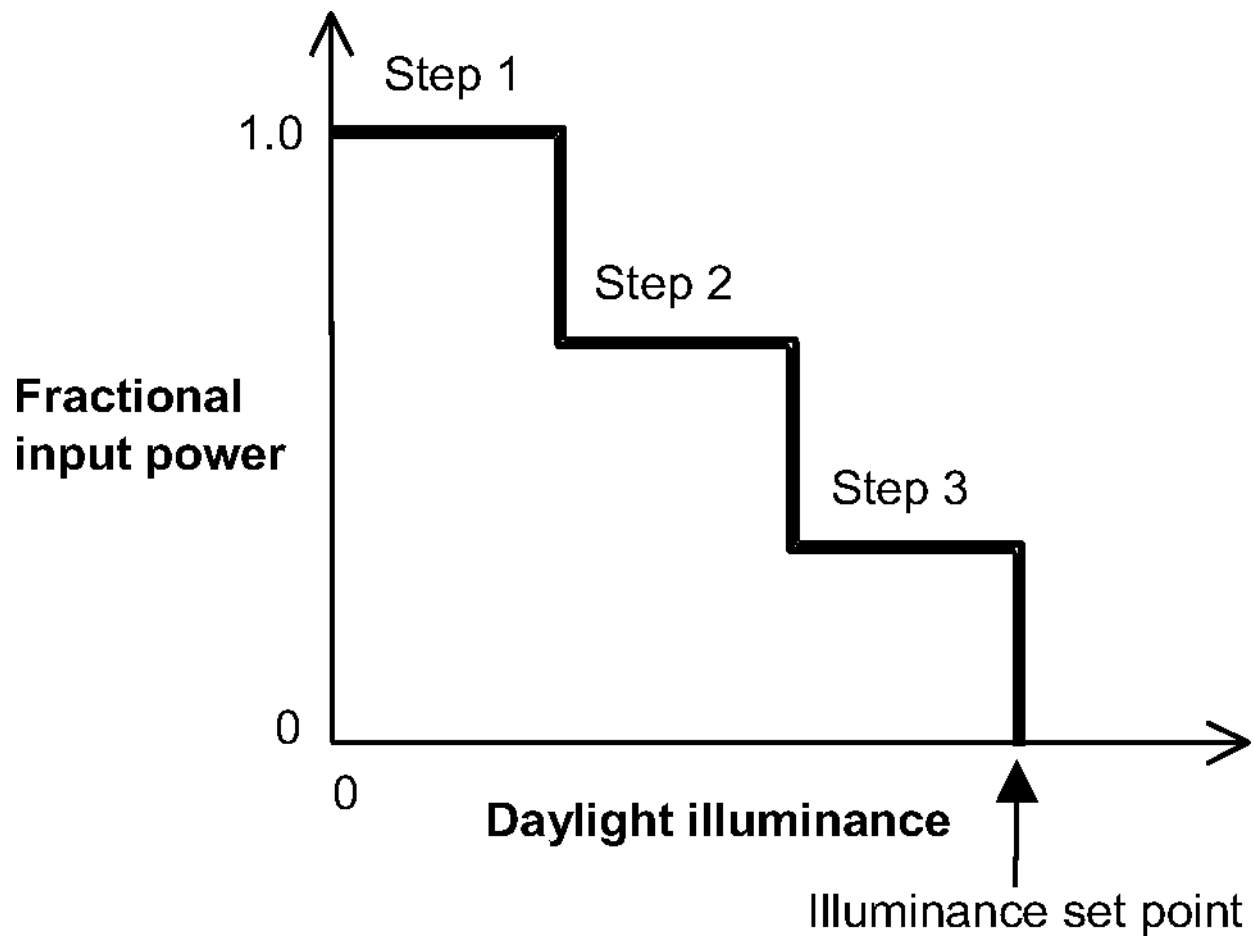 Step 1
1.0
Step 2
Fractional
input power
Step 3
0
0
Daylight illuminance
Illuminance set point